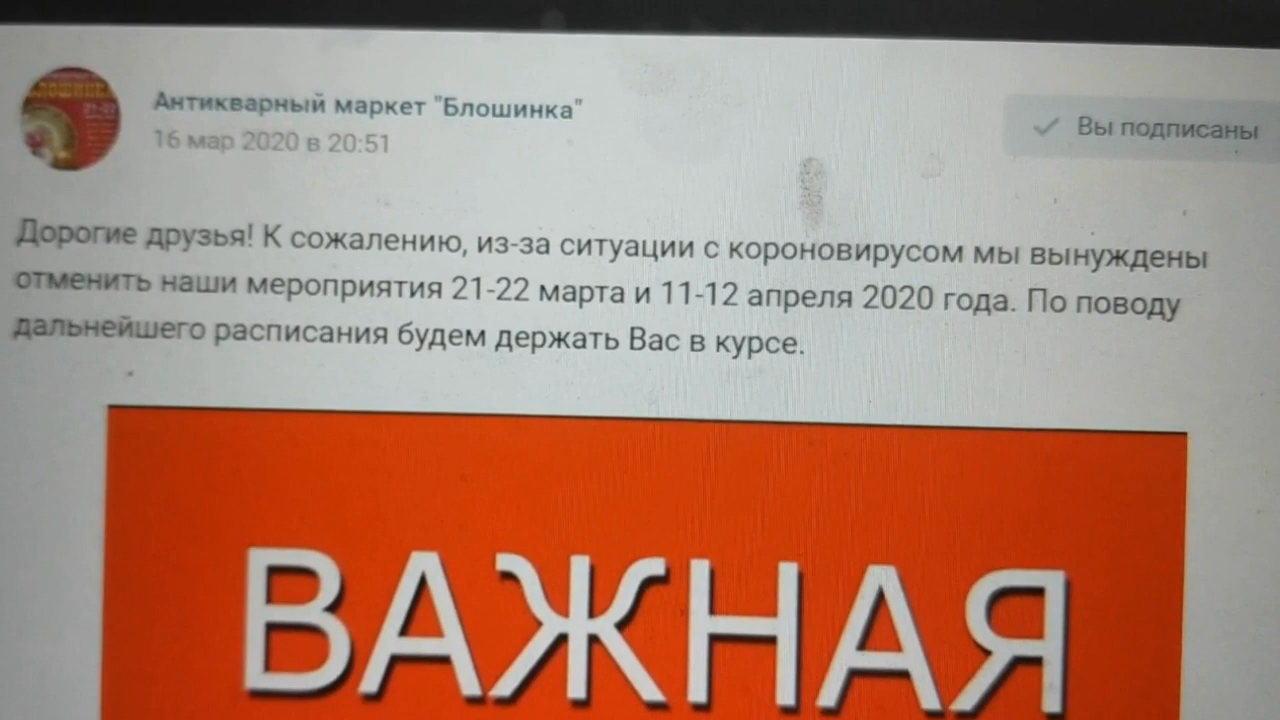 Антикварный маркет "Блошинка"
16 мар 2020 в 20:51
Вы подписаны
Дорогие друзья! К сожалению, из-за ситуации с короновирусом мы вынуждены
отменить наши мероприятия 21-22 марта и 11-12 апреля 2020 года. По поводу
дальнейшего расписания будем держать Вас в курсе.
ВАЖНАЯ